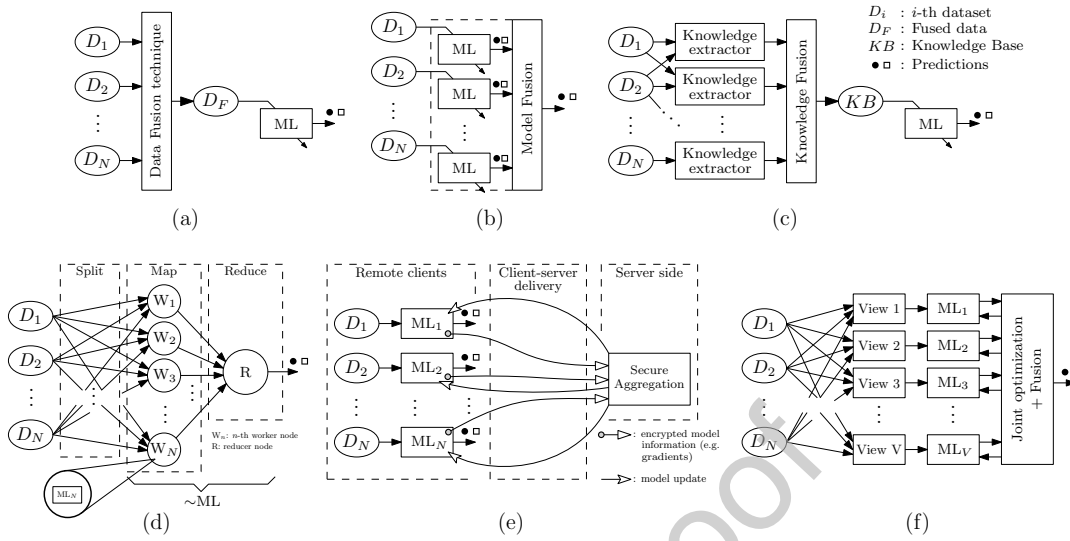 D_1
D_2
⋮
D_N
Data Fusion technique
D_F
ML
(a)
D_1
D_2
⋮
D_N
ML
ML
⋮
ML
Model Fusion
(b)
D_1
D_2
⋮
D_N
Knowledge
extractor
Knowledge
extractor
⋮
Knowledge
extractor
Knowledge Fusion
KB
ML
(c)
D_i : i-th dataset
D_F : Fused data
KB : Knowledge Base
● □ : Predictions
Split
Map
Reduce
D_1
D_2
⋮
D_N
W_1
W_2
W_3
⋮
W_N
R
W_n: n-th worker node
R: reducer node
ML_N
∼ML
(d)
Remote clients
Client-server
delivery
Server side
D_1
D_2
⋮
D_N
ML_1
ML_2
⋮
ML_N
Secure
Aggregation
: encrypted model
information (e.g.
gradients)
: model update
(e)
D_1
D_2
⋮
D_N
View 1
View 2
View 3
⋮
View V
ML_1
ML_2
ML_3
⋮
ML_V
Joint optimization
+ Fusion
(f)
oof